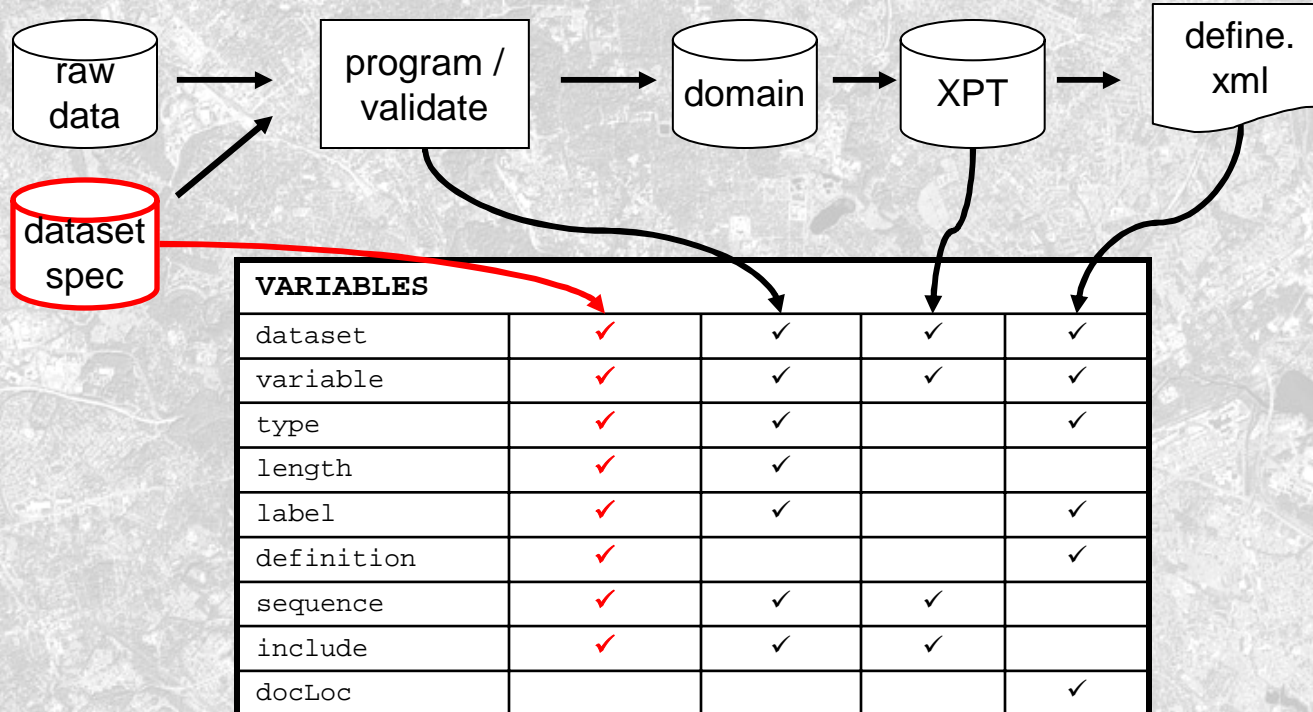 raw
data
program /
validate
domain
XPT
define.
xml
dataset
spec
VARIABLES
dataset ✓ ✓ ✓ ✓
variable ✓ ✓ ✓ ✓
type ✓ ✓ ✓
length ✓ ✓
label ✓ ✓ ✓
definition ✓ ✓
sequence ✓ ✓ ✓
include ✓ ✓ ✓
docLoc ✓